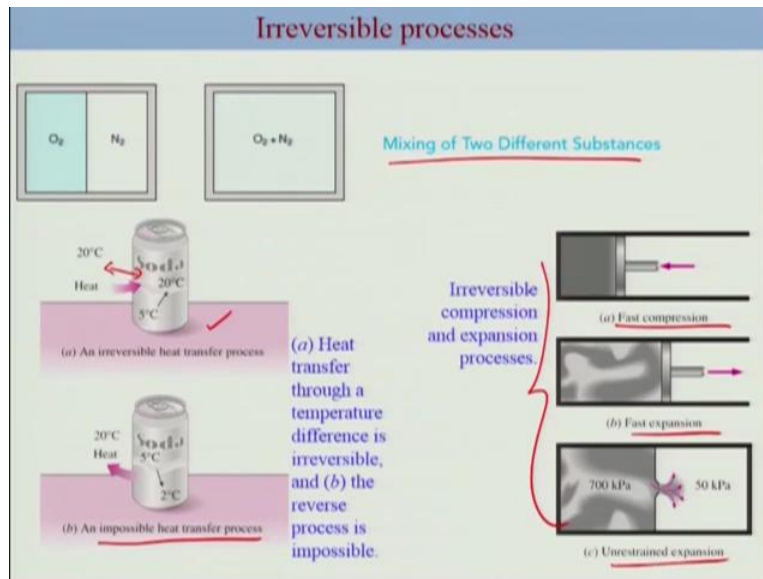 Irreversible processes
O₂
N₂
O₂ + N₂
Mixing of Two Different Substances
20°C
Heat
Soda
20°C
5°C
(a) An irreversible heat transfer process
20°C
Heat
Soda
5°C
2°C
(b) An impossible heat transfer process
(a) Heat
transfer
through a
temperature
difference is
irreversible,
and (b) the
reverse
process is
impossible.
Irreversible
compression
and expansion
processes.
(a) Fast compression
(b) Fast expansion
700 kPa
50 kPa
(c) Unrestrained expansion